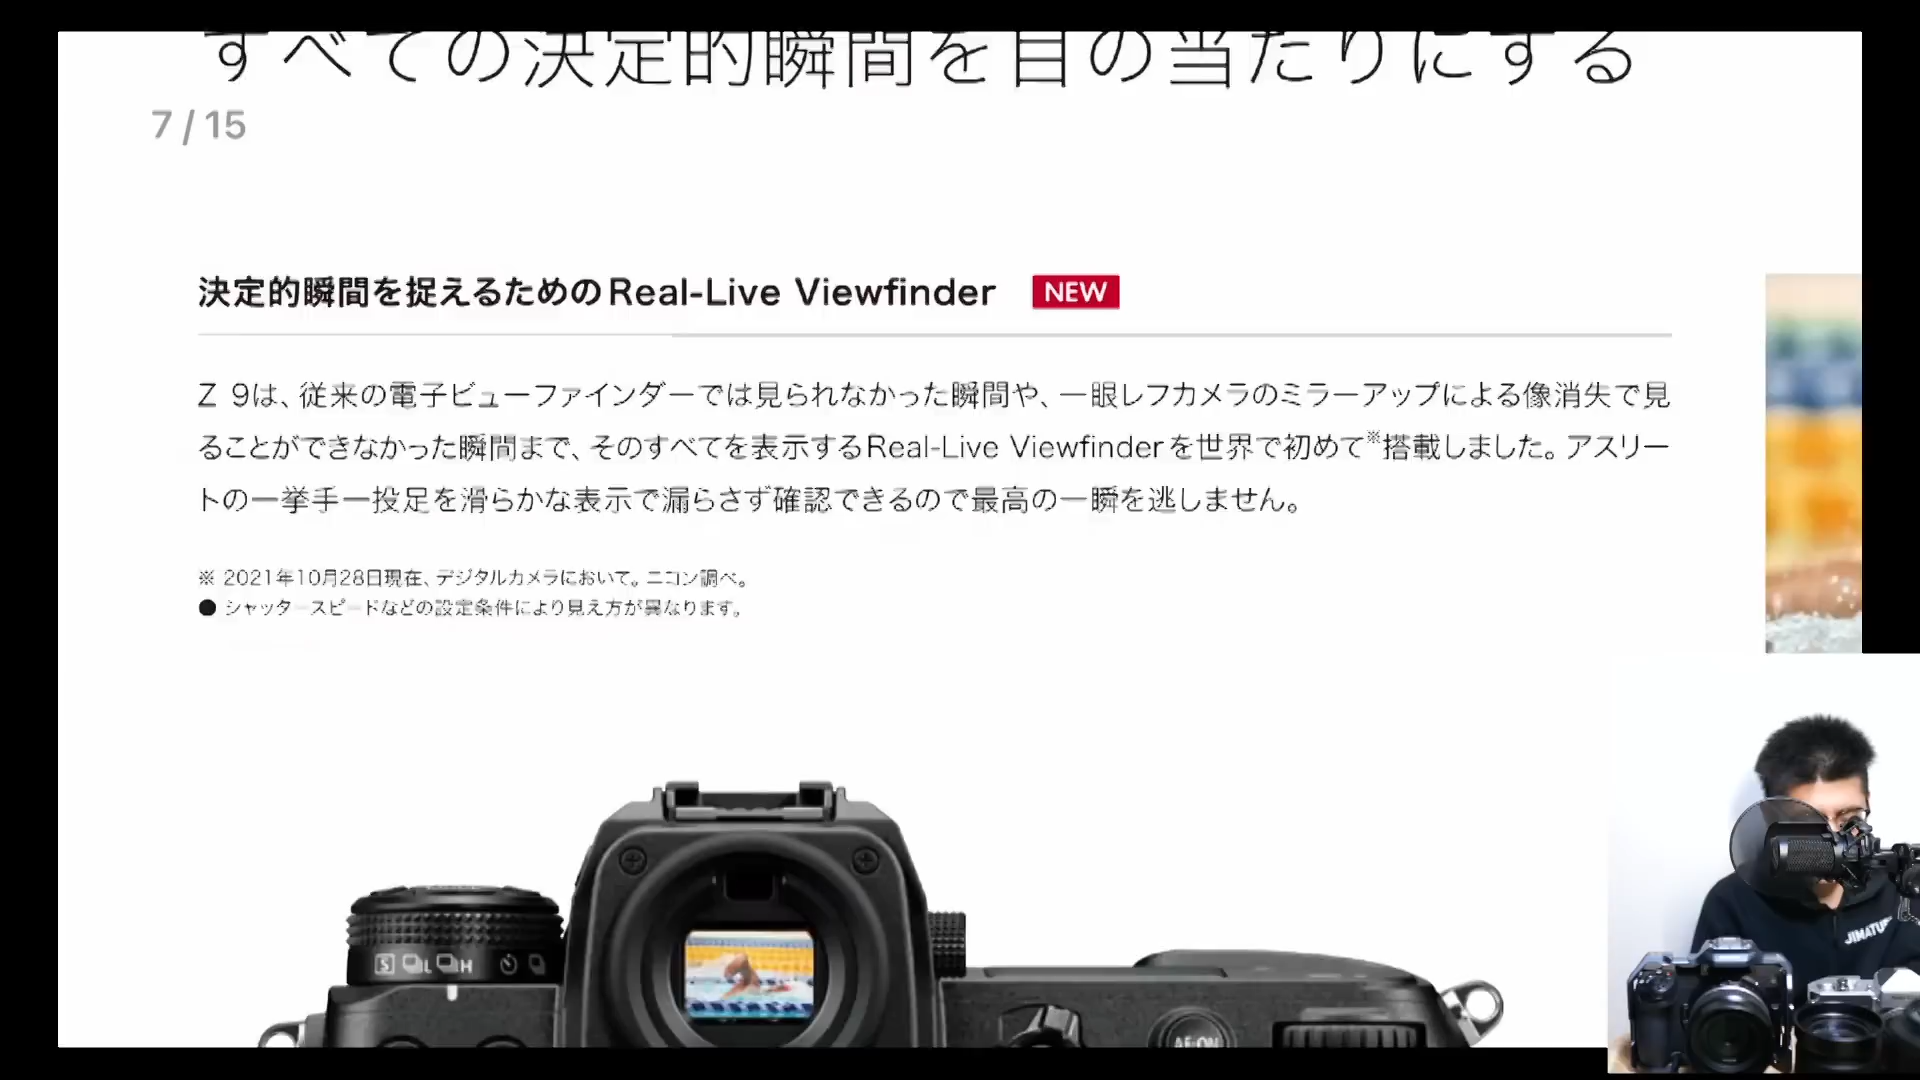 すべての決定的瞬間を目の当たりにする
7 / 15
決定的瞬間を捉えるためのReal-Live Viewfinder NEW
Z 9は、従来の電子ビューファインダーでは見られなかった瞬間や、一眼レフカメラのミラーアップによる像消失で見
ることができなかった瞬間まで、そのすべてを表示するReal-Live Viewfinderを世界で初めて※搭載しました。アスリー
トの一挙手一投足を滑らかな表示で漏らさず確認できるので最高の一瞬を逃しません。
※ 2021年10月28日現在、デジタルカメラにおいて。ニコン調べ。
● シャッタースピードなどの設定条件により見え方が異なります。
S L H
AF-ON
JIMATU